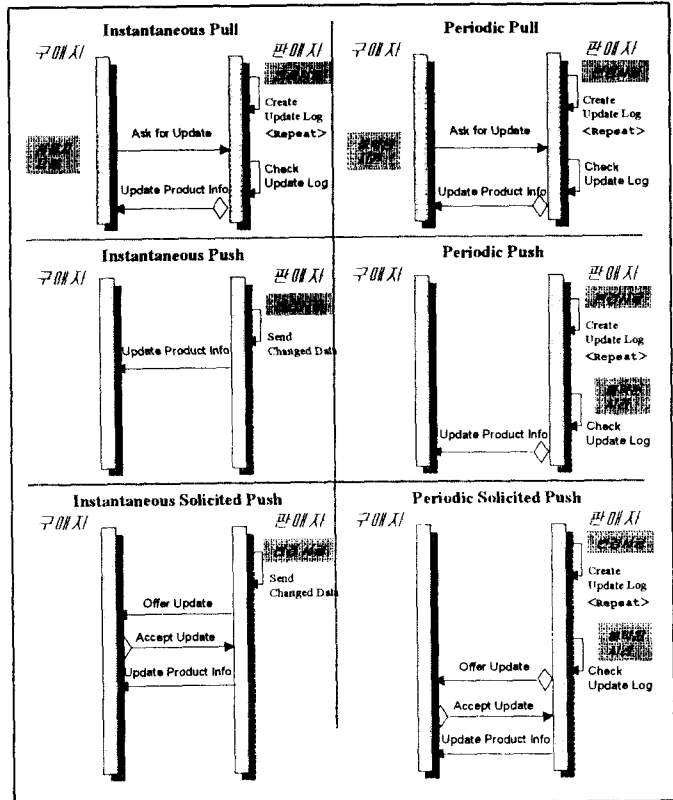 Instantaneous Pull
구매자
판매자
Create
Update Log
<Repeat>
Ask for Update
Check
Update Log
Update Product Info
Periodic Pull
구매자
판매자
Create
Update Log
<Repeat>
Ask for Update
Check
Update Log
Update Product Info
Instantaneous Push
구매자
판매자
Send
Changed Data
Update Product Info
Periodic Push
구매자
판매자
Create
Update Log
<Repeat>
Check
Update Log
Update Product Info
Instantaneous Solicited Push
구매자
판매자
Send
Changed Data
Offer Update
Accept Update
Update Product Info
Periodic Solicited Push
구매자
판매자
Create
Update Log
<Repeat>
Offer Update
Check
Update Log
Accept Update
Update Product Info